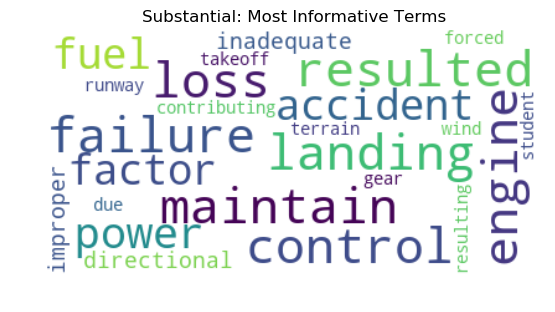 Substantial: Most Informative Terms
fuel
inadequate
forced
takeoff
resulted
runway
loss
contributing
accident
engine
student
failure
terrain
wind
landing
factor
gear
improper
due
maintain
resulting
power
control
directional